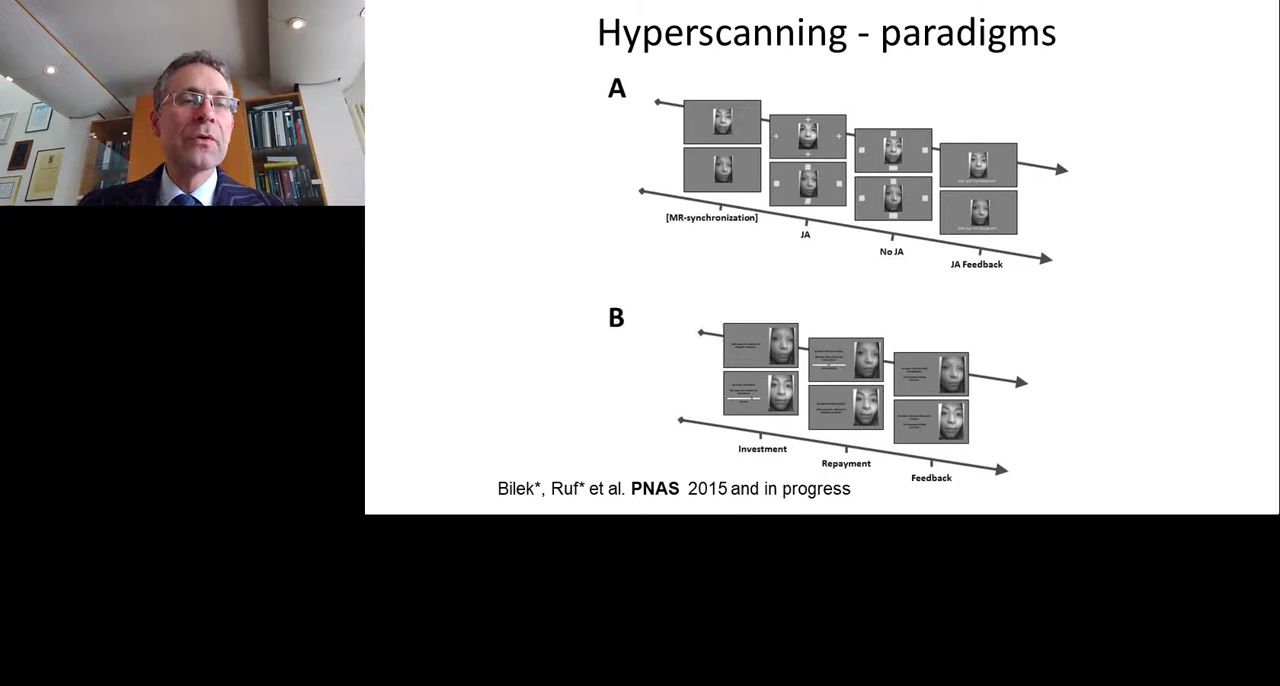 Hyperscanning - paradigms
A
[MR-synchronization]
JA
No JA
JA Feedback
B
Investment
Repayment
Feedback
Bilek*, Ruf* et al. PNAS 2015 and in progress